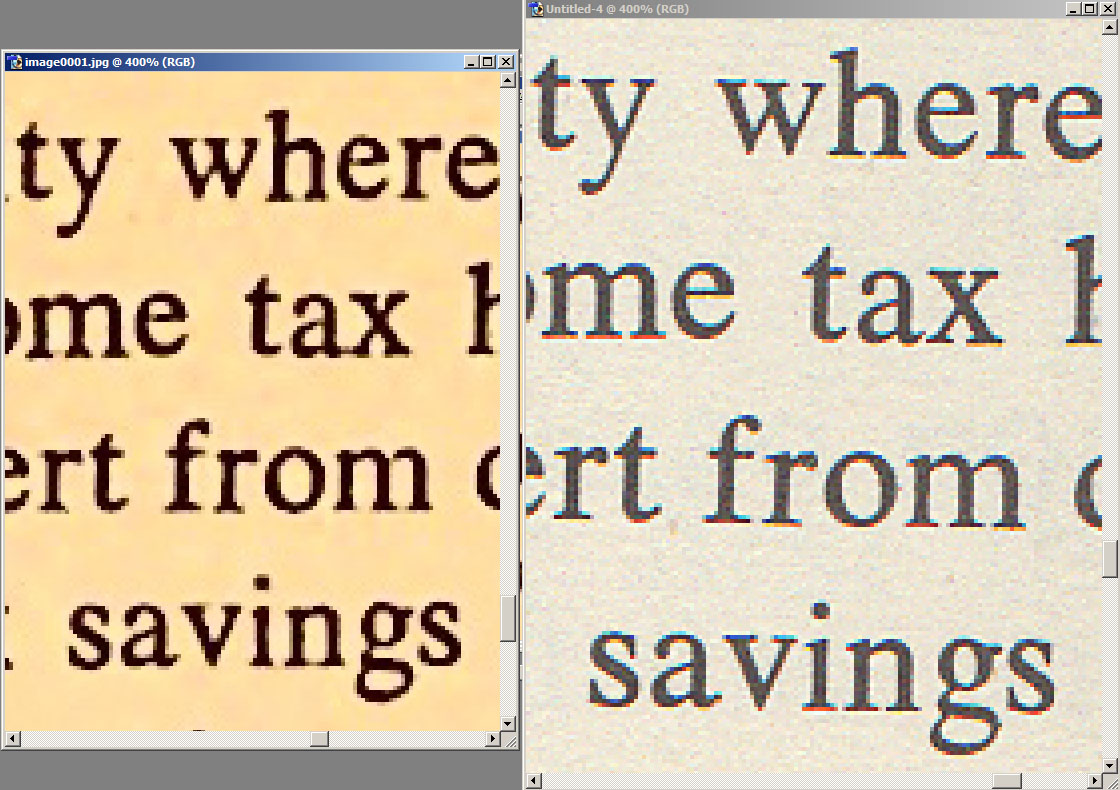 image0001.jpg @ 400% (RGB)
ty where
ome tax h
ert from
savings
Untitled-4 @ 400% (RGB)
ty where
ome tax h
ert from
savings